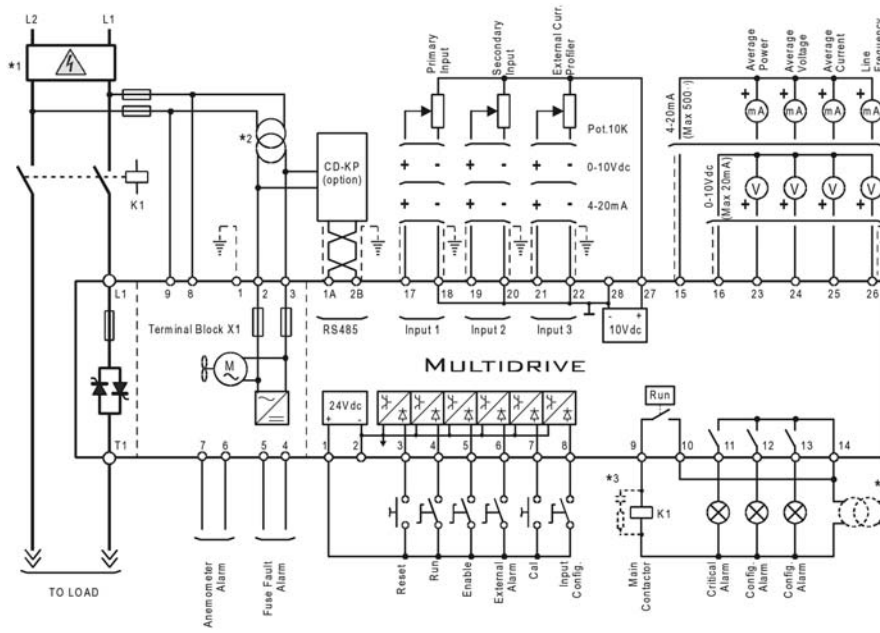 L2 L1
*1
*2
K1
CD-KP
(option)
Primary
Input
Secondary
Input
External Curr.
Profiler
Pot.10K
0-10Vdc
4-20mA
+ - + - + -
+ - + - + -
4-20mA
0-10Vdc
(Max 20mA)
Average
Power
Average
Voltage
Average
Current
Line
Frequency
+ + + +
mA mA mA mA
V V V V
+ + + +
L1 9 8 1 2 3 1A 2B 17 18 19 20 21 22 28 27 15 16 23 24 25 26
Terminal Block X1
RS485
Input 1
Input 2
Input 3
- +
10Vdc
M
MULTIDRIVE
24Vdc
+ -
Run
T1 7 6 5 4 1 2 3 4 5 6 7 8 9 10 11 12 13 14
*3
K1
TO LOAD
Anemometer
Alarm
Fuse Fault
Alarm
Reset
Run
Enable
External
Alarm
Cal
Input
Config.
Main
Contactor
Critical
Alarm
Config.
Alarm
Config.
Alarm